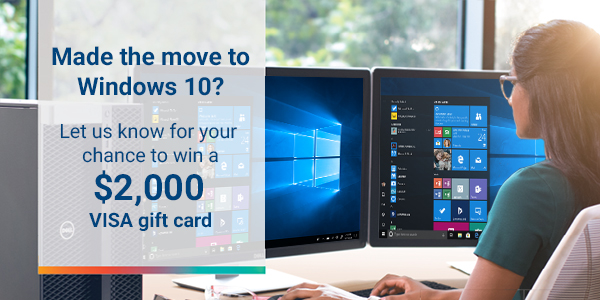 Made the move to
Windows 10?
Let us know for your
chance to win a
$2,000
VISA gift card
DELL